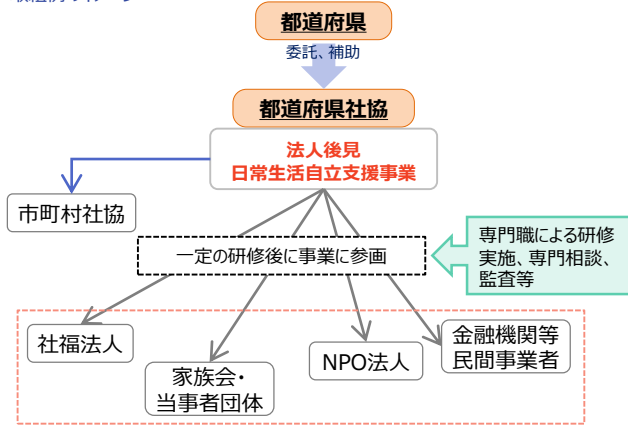 都道府県
委託、補助
都道府県社協
法人後見
日常生活自立支援事業
市町村社協
一定の研修後に事業に参画
専門職による研修
実施、専門相談、
監査等
社福法人
家族会・
当事者団体
NPO法人
金融機関等
民間事業者